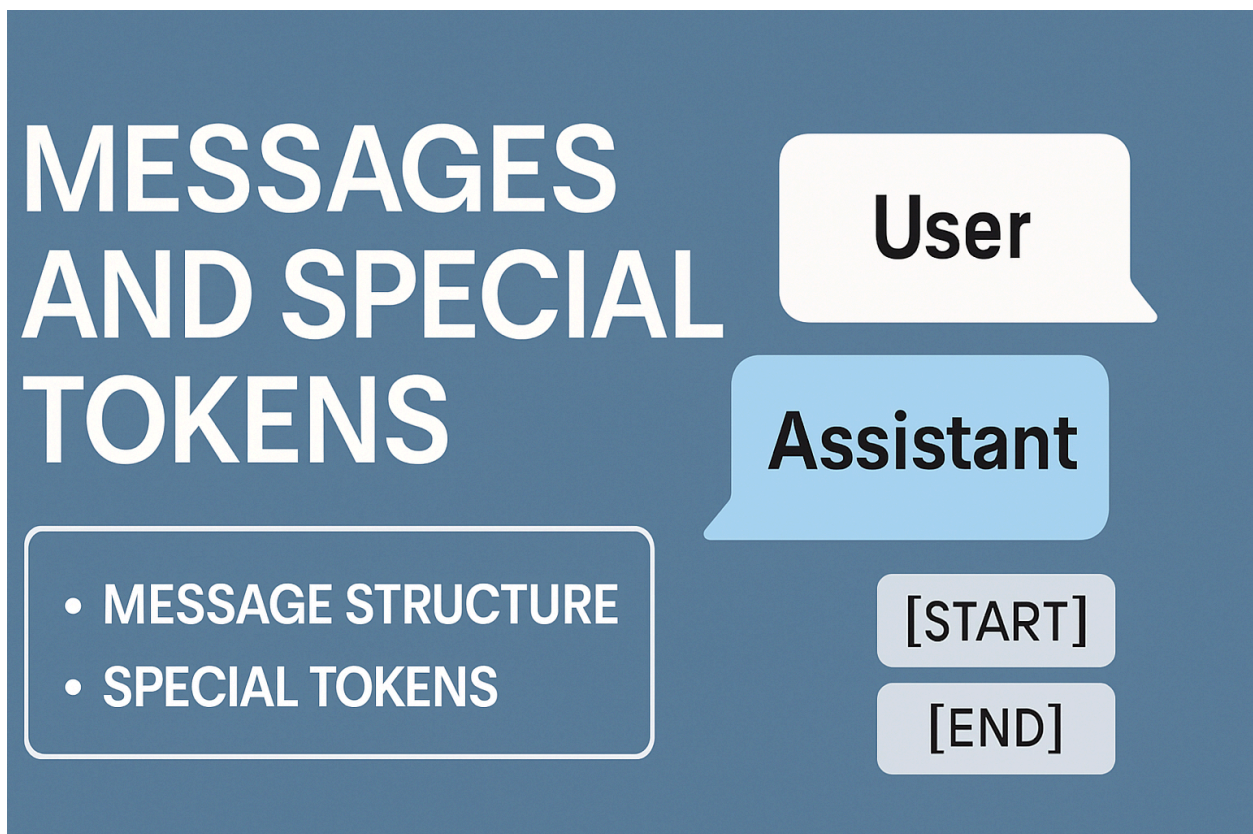 MESSAGES
AND SPECIAL
TOKENS
• MESSAGE STRUCTURE
• SPECIAL TOKENS
User
Assistant
[START]
[END]